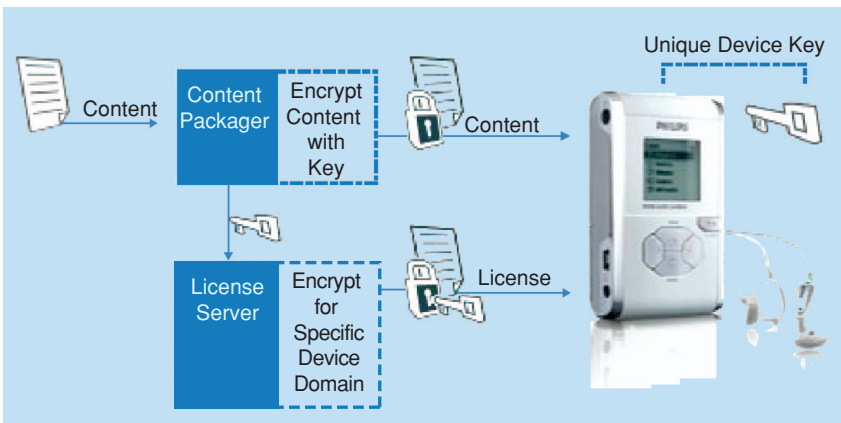 Unique Device Key
Content
Content
Packager
Encrypt
Content
with
Key
Content
PHILIPS
License
Server
Encrypt
for
Specific
Device
Domain
License